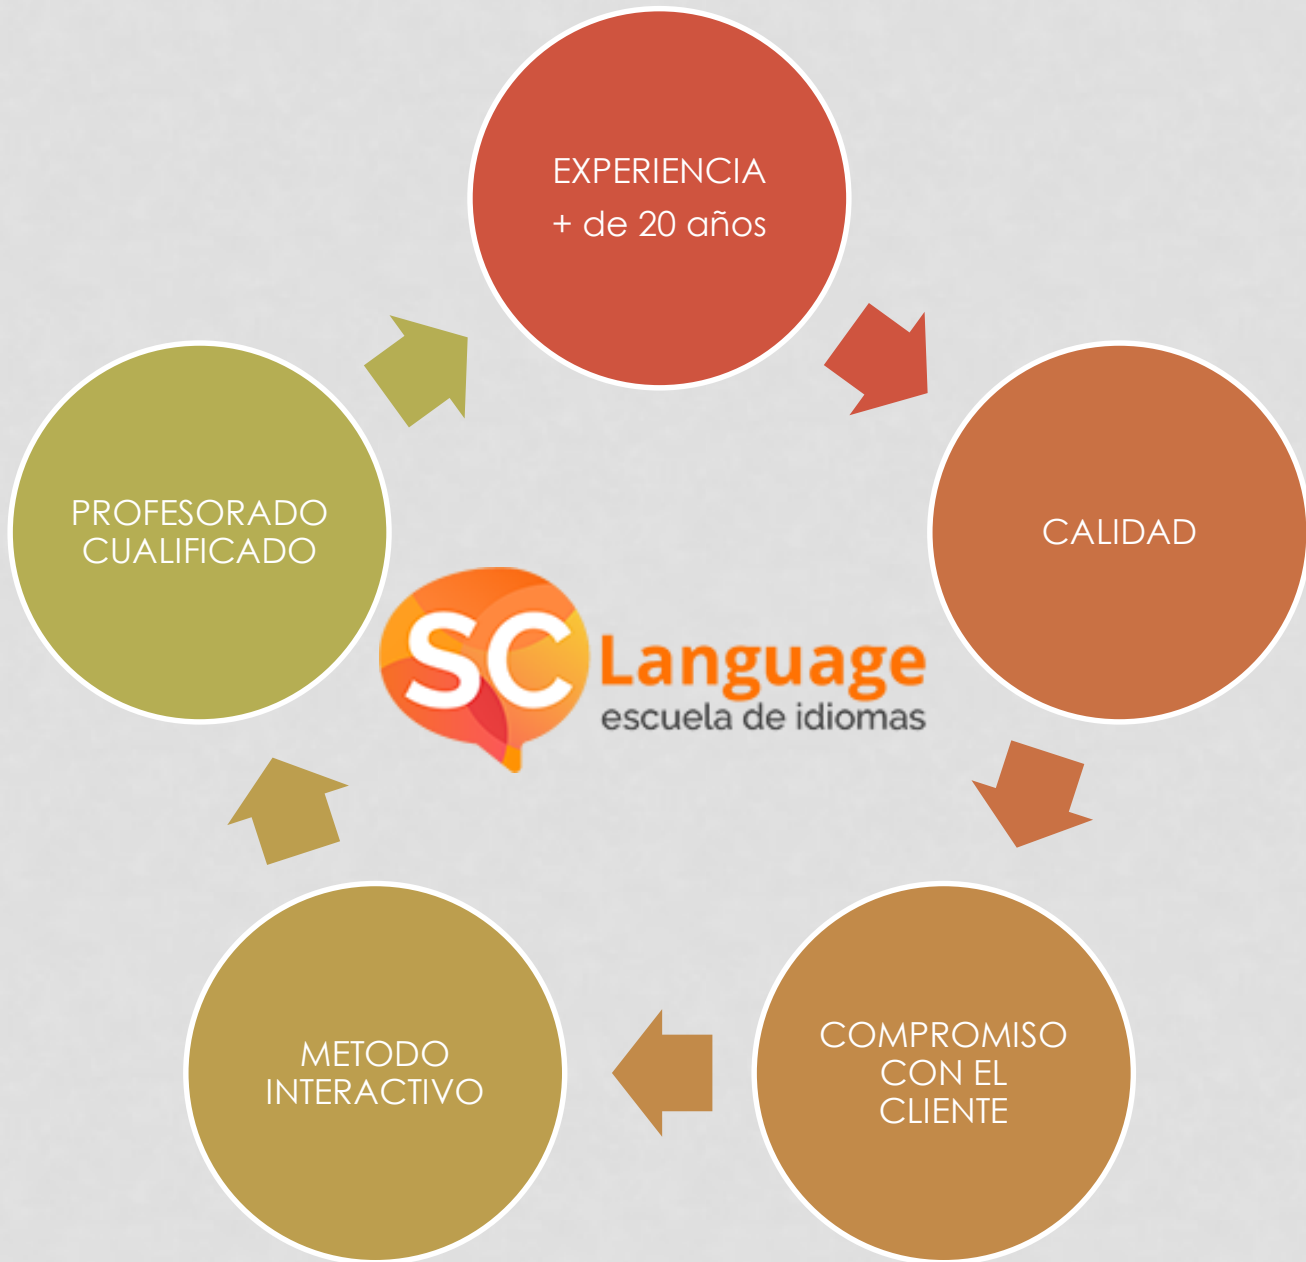 EXPERIENCIA
+ de 20 años
CALIDAD
COMPROMISO
CON EL
CLIENTE
METODO
INTERACTIVO
PROFESORADO
CUALIFICADO
SC Language
escuela de idiomas